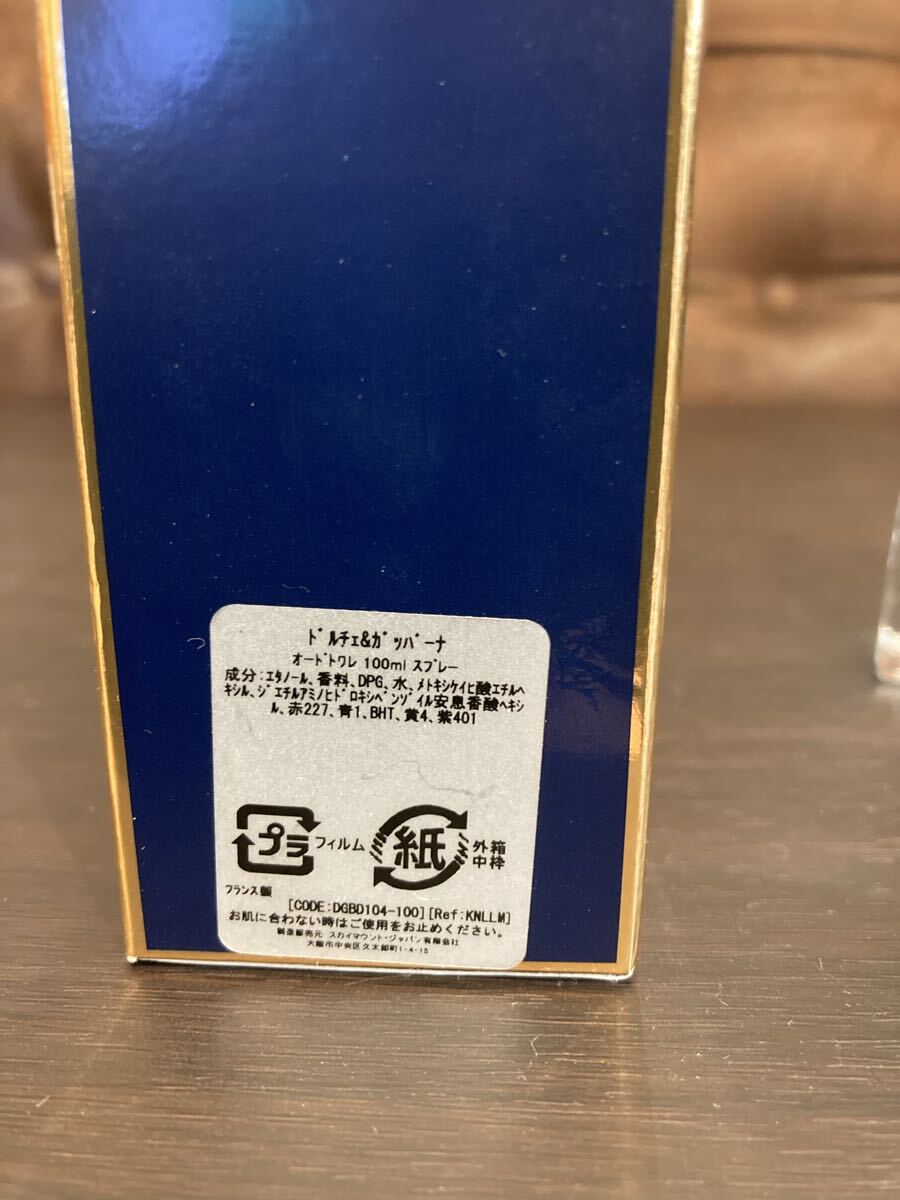 ﾄﾞﾙﾁｪ&ｶﾞｯﾊﾞｰﾅ
オードトワレ 100ml スプレー
成分:ｴﾀﾉｰﾙ､香料､DPG､水､ﾒﾄｷｼｹｲﾋ酸ｴﾁﾙﾍ
ｷｼﾙ､ｼﾞｴﾁﾙｱﾐﾉﾋﾄﾞﾛｷｼﾍﾞﾝｿﾞｲﾙ安息香酸ﾍｷｼ
ﾙ､赤227､青1､BHT､黄4､紫401
プラ フィルム 紙 外箱
中枠
フランス製
[CODE:DGBD104-100][Ref:KNLLM]
お肌に合わない時はご使用をお止めください。
製造販売元 スカイマウント・ジャパン有限会社
大阪市中央区久太郎町1-4-15